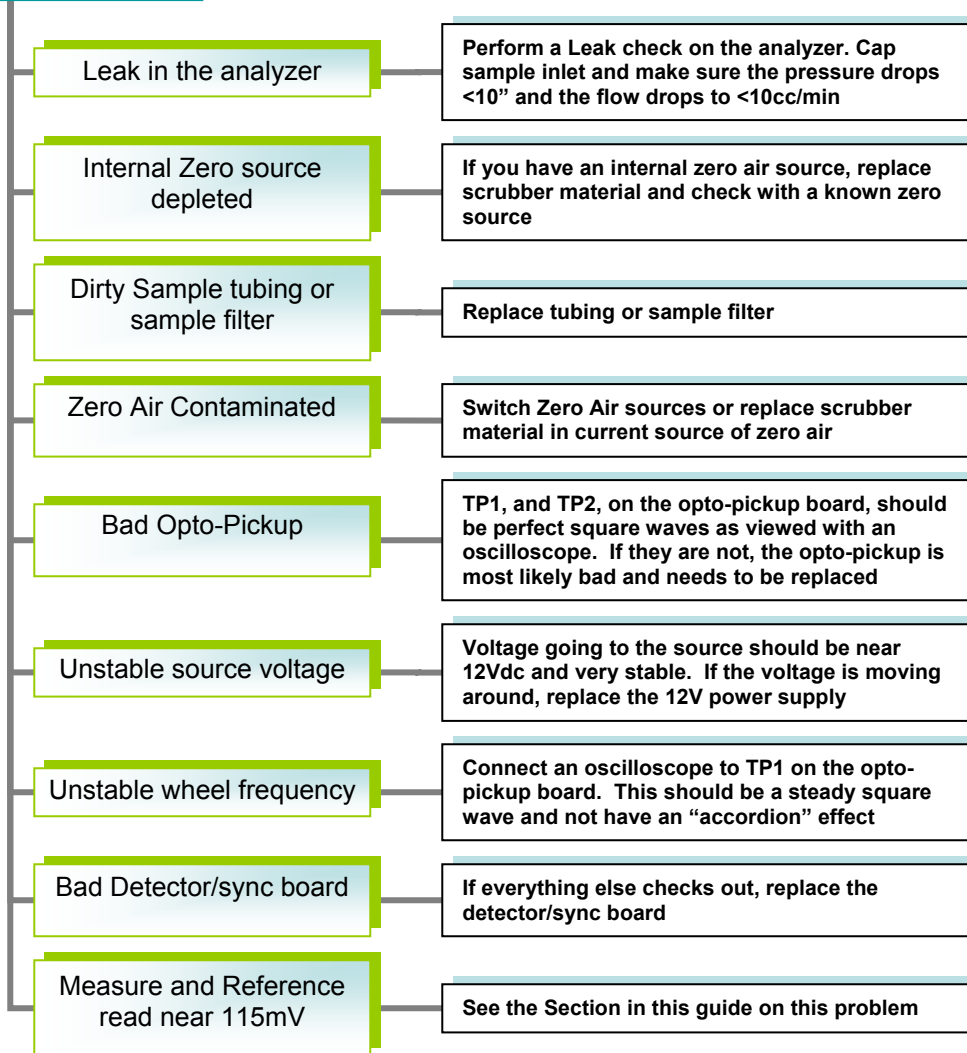 Leak in the analyzer
Perform a Leak check on the analyzer. Cap
sample inlet and make sure the pressure drops
<10” and the flow drops to <10cc/min
Internal Zero source
depleted
If you have an internal zero air source, replace
scrubber material and check with a known zero
source
Dirty Sample tubing or
sample filter
Replace tubing or sample filter
Zero Air Contaminated
Switch Zero Air sources or replace scrubber
material in current source of zero air
Bad Opto-Pickup
TP1, and TP2, on the opto-pickup board, should
be perfect square waves as viewed with an
oscilloscope.  If they are not, the opto-pickup is
most likely bad and needs to be replaced
Unstable source voltage
Voltage going to the source should be near
12Vdc and very stable.  If the voltage is moving
around, replace the 12V power supply
Unstable wheel frequency
Connect an oscilloscope to TP1 on the opto-
pickup board.  This should be a steady square
wave and not have an “accordion” effect
Bad Detector/sync board
If everything else checks out, replace the
detector/sync board
Measure and Reference
read near 115mV
See the Section in this guide on this problem